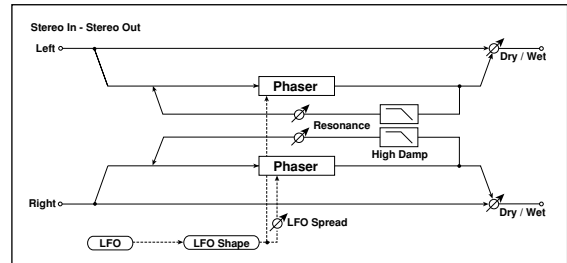 Stereo In - Stereo Out
Left
Dry / Wet
Phaser
Resonance
High Damp
Phaser
Right
LFO Spread
Dry / Wet
LFO
LFO Shape